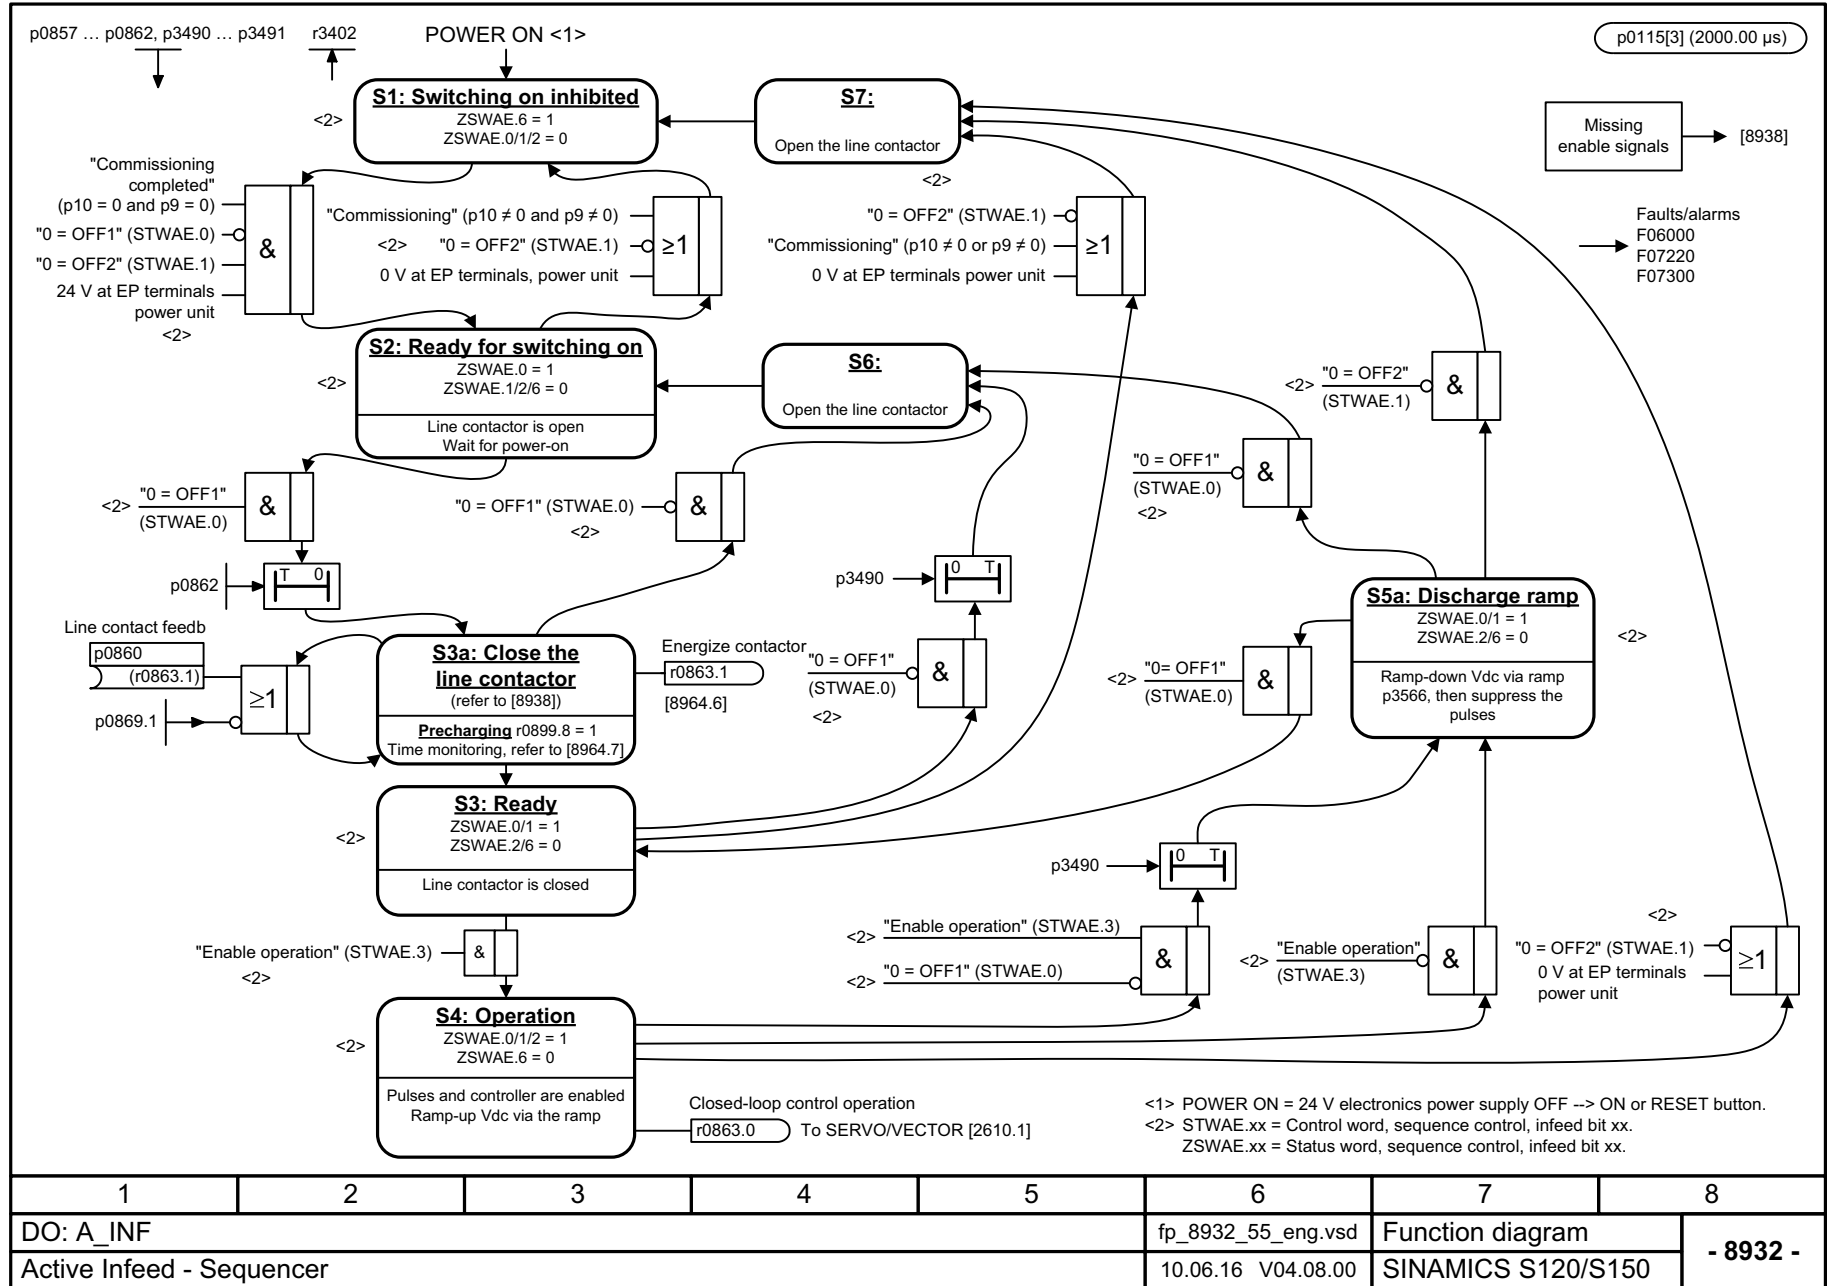 p0857 … p0862, p3490 … p3491
r3402
POWER ON <1>
p0115[3] (2000.00 µs)
S1: Switching on inhibited
ZSWAE.6 = 1
ZSWAE.0/1/2 = 0
<2>
S7:
Open the line contactor
<2>
Missing
enable signals
[8938]
"Commissioning
completed"
(p10 = 0 and p9 = 0)
"0 = OFF1" (STWAE.0)
"0 = OFF2" (STWAE.1)
24 V at EP terminals
power unit
<2>
&
"Commissioning" (p10 ≠ 0 and p9 ≠ 0)
<2> "0 = OFF2" (STWAE.1)
0 V at EP terminals, power unit
≥1
"0 = OFF2" (STWAE.1)
"Commissioning" (p10 ≠ 0 or p9 ≠ 0)
0 V at EP terminals power unit
≥1
Faults/alarms
F06000
F07220
F07300
S2: Ready for switching on
ZSWAE.0 = 1
ZSWAE.1/2/6 = 0
<2>
Line contactor is open
Wait for power-on
S6:
Open the line contactor
<2> "0 = OFF2"
(STWAE.1)
&
<2> "0 = OFF1"
(STWAE.0)
&
"0 = OFF1" (STWAE.0)
<2>
&
"0 = OFF1"
(STWAE.0)
<2>
&
p0862
T 0
p3490
0 T
Line contact feedb
p0860
(r0863.1)
p0869.1
≥1
S3a: Close the
line contactor
(refer to [8938])
Precharging r0899.8 = 1
Time monitoring, refer to [8964.7]
Energize contactor
r0863.1
[8964.6]
"0 = OFF1"
(STWAE.0)
<2>
&
<2> "0= OFF1"
(STWAE.0)
&
S5a: Discharge ramp
ZSWAE.0/1 = 1
ZSWAE.2/6 = 0
<2>
Ramp-down Vdc via ramp
p3566, then suppress the
pulses
S3: Ready
ZSWAE.0/1 = 1
ZSWAE.2/6 = 0
<2>
Line contactor is closed
p3490
0 T
"Enable operation" (STWAE.3)
<2>
&
<2> "Enable operation" (STWAE.3)
<2> "0 = OFF1" (STWAE.0)
&
<2> "Enable operation"
(STWAE.3)
&
<2>
"0 = OFF2" (STWAE.1)
0 V at EP terminals
power unit
≥1
S4: Operation
ZSWAE.0/1/2 = 1
ZSWAE.6 = 0
<2>
Pulses and controller are enabled
Ramp-up Vdc via the ramp
Closed-loop control operation
r0863.0
To SERVO/VECTOR [2610.1]
<1> POWER ON = 24 V electronics power supply OFF --> ON or RESET button.
<2> STWAE.xx = Control word, sequence control, infeed bit xx.
ZSWAE.xx = Status word, sequence control, infeed bit xx.
1 2 3 4 5 6 7 8
DO: A_INF
fp_8932_55_eng.vsd
Function diagram
- 8932 -
Active Infeed - Sequencer
10.06.16 V04.08.00
SINAMICS S120/S150